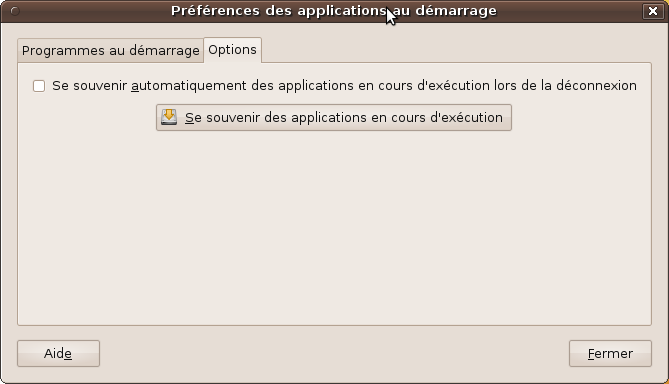 Préférences des applications au démarrage
Programmes au démarrage
Options
Se souvenir automatiquement des applications en cours d'exécution lors de la déconnexion
Se souvenir des applications en cours d'exécution
Aide
Fermer